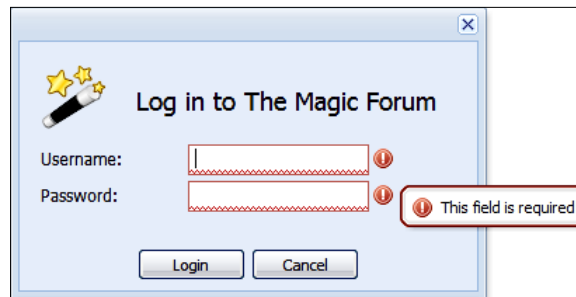 Log in to The Magic Forum
Username:
Password:
This field is required
Login
Cancel